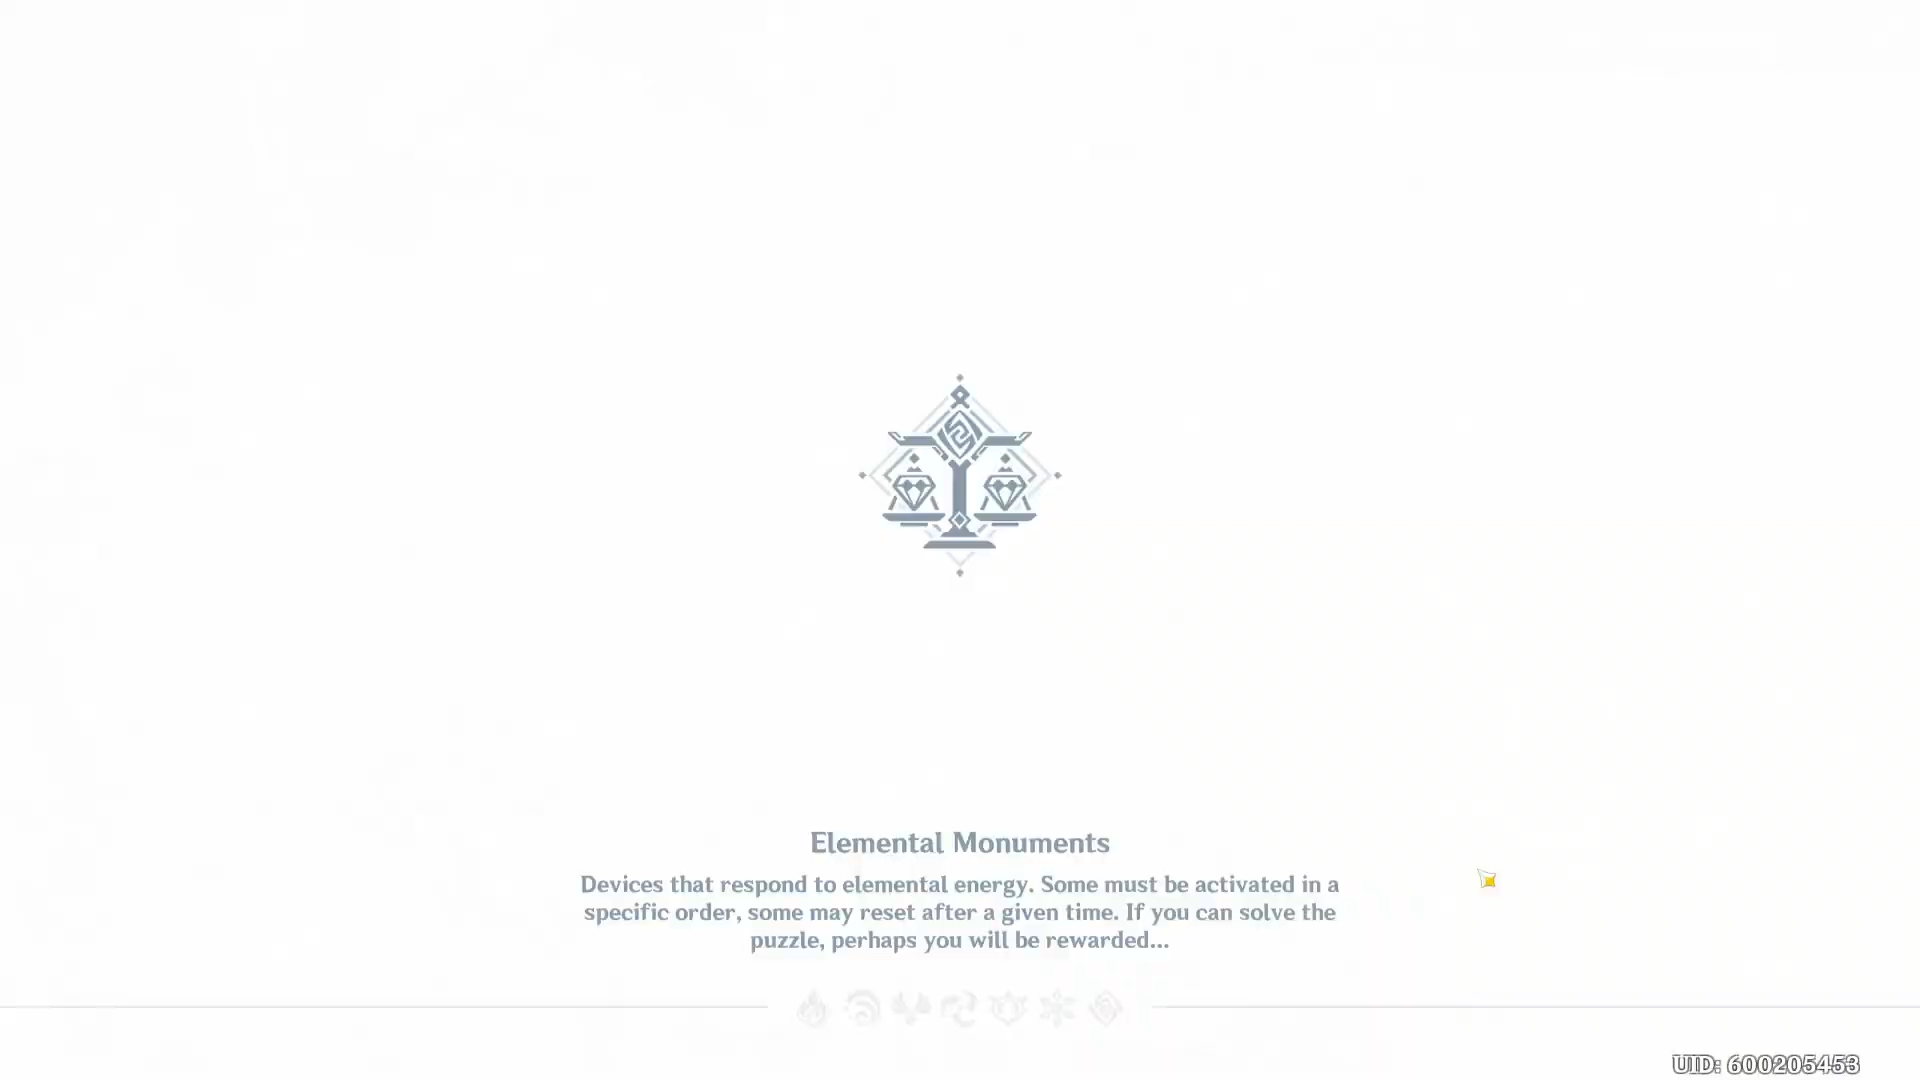 Elemental Monuments
Devices that respond to elemental energy. Some must be activated in a
specific order, some may reset after a given time. If you can solve the
puzzle, perhaps you will be rewarded...
UID: 600205453